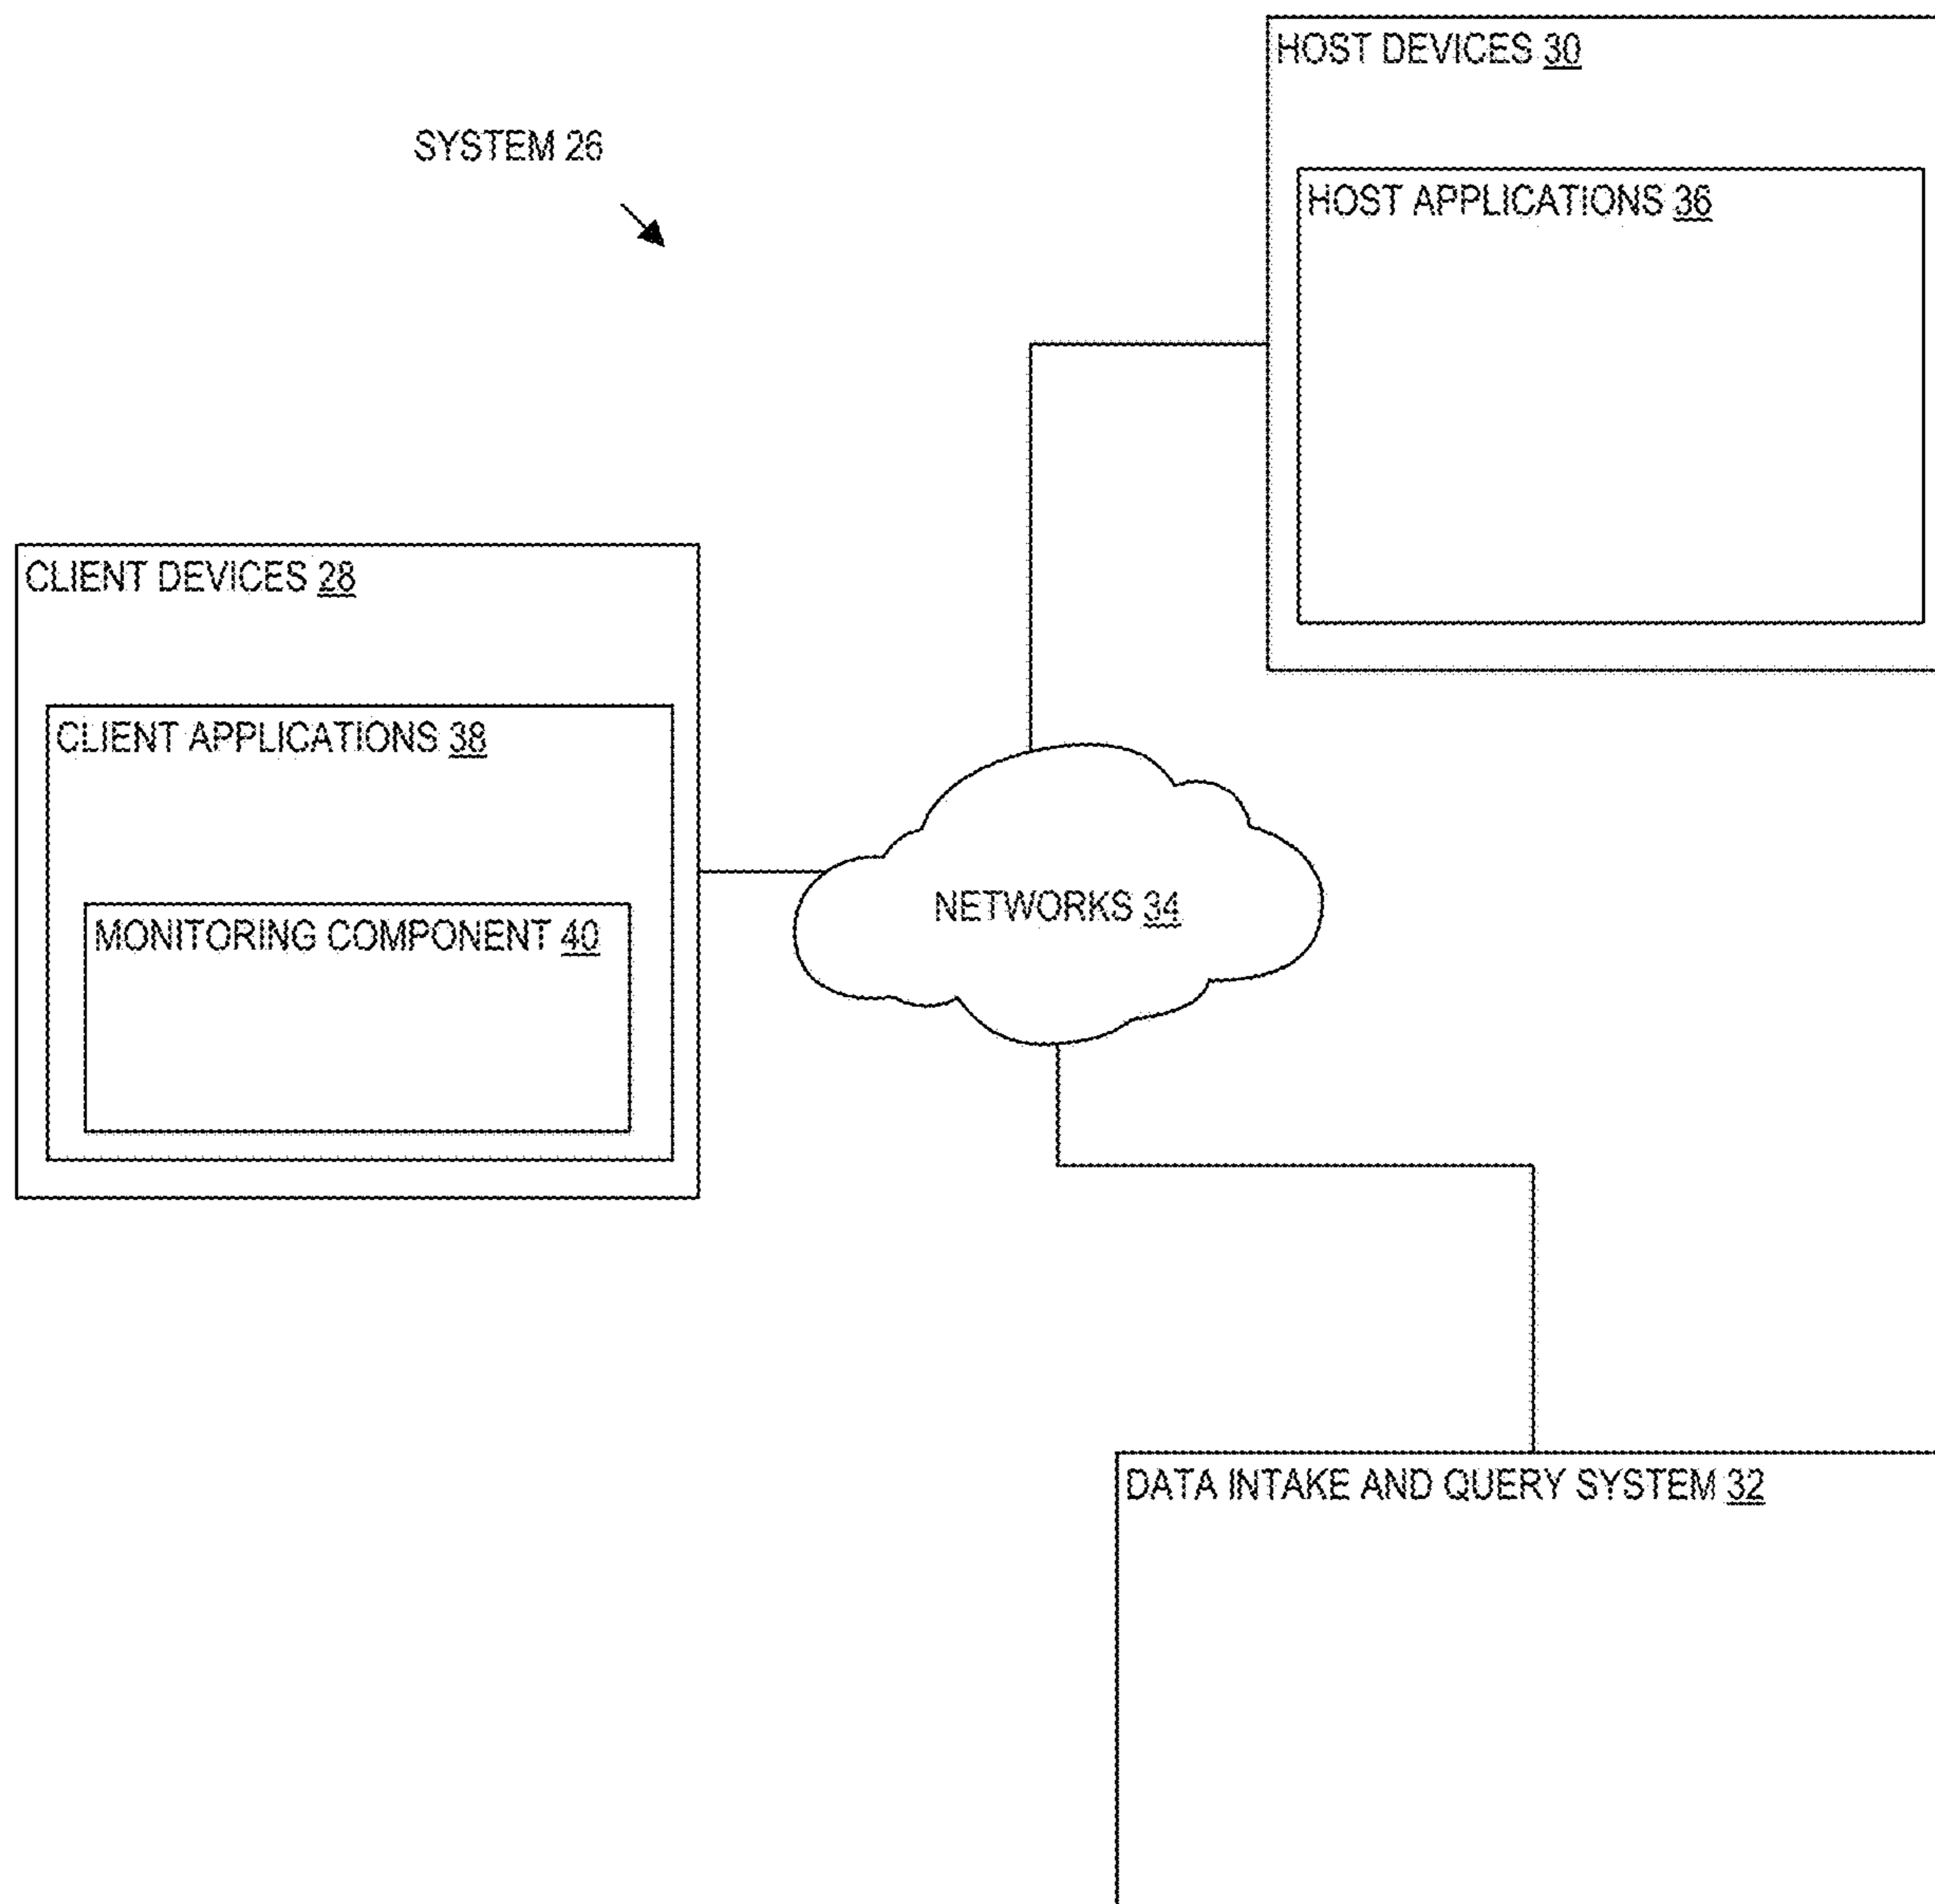 HOST DEVICES 30
SYSTEM 26
HOST APPLICATIONS 36
CLIENT DEVICES 28
CLIENT APPLICATIONS 38
NETWORKS 34
MONITORING COMPONENT 40
DATA INTAKE AND QUERY SYSTEM 32